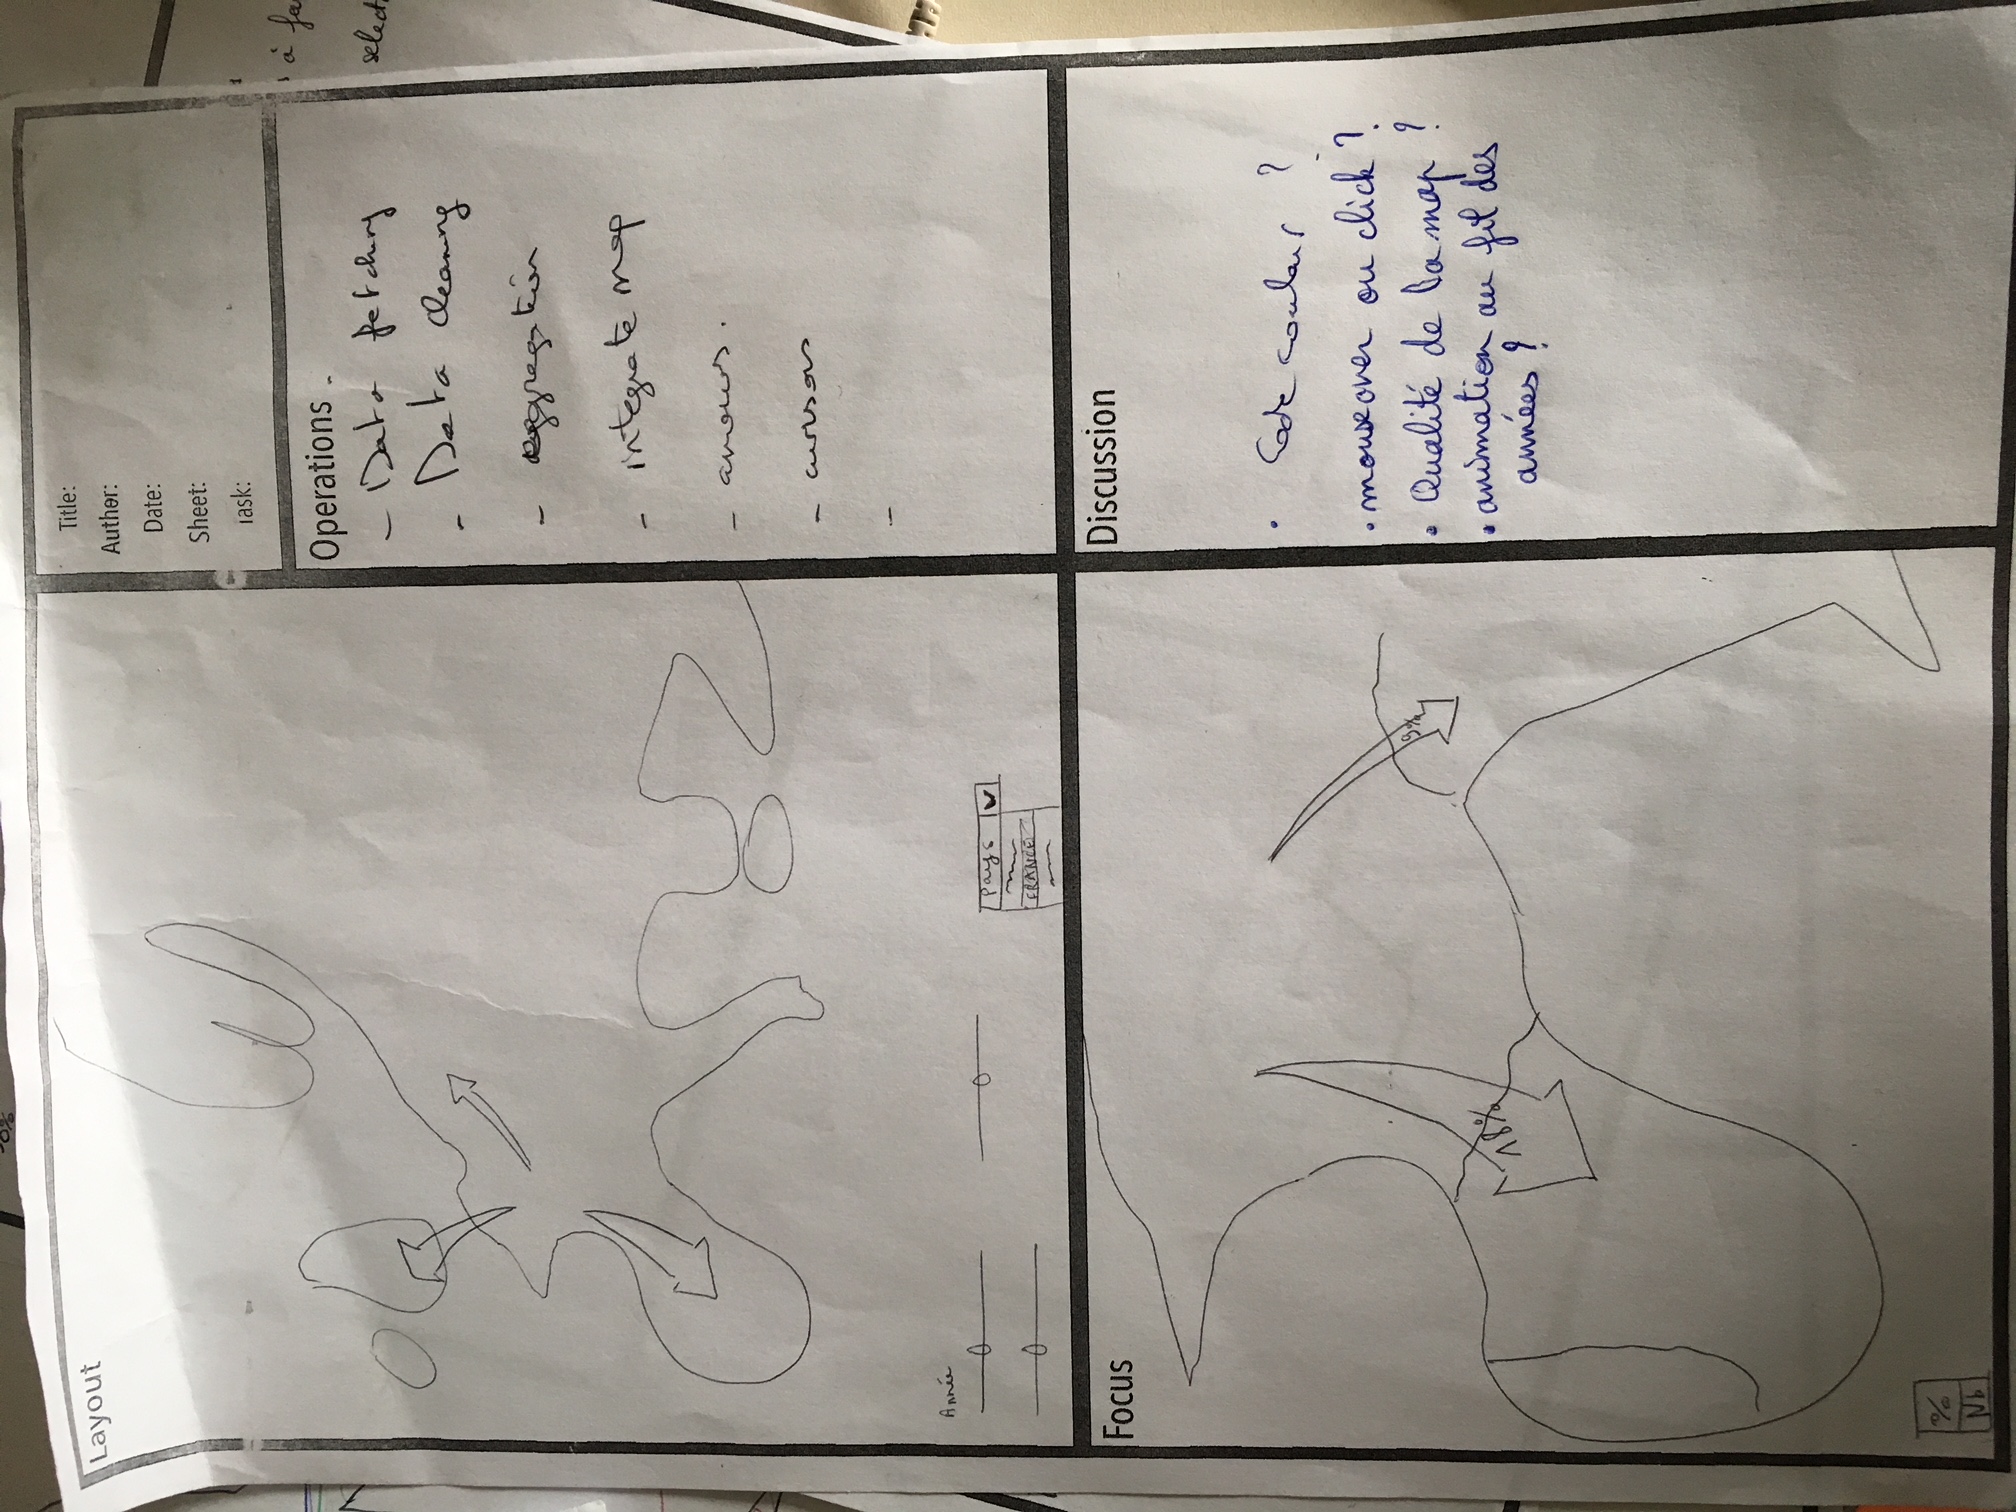 Layout
Année
Pays
FRANCE
Title:
Author:
Date:
Sheet:
Task:
Operations.
- Data fetching
- Data cleaning
- aggregation
- integrate map
-
- cursors
-
Focus
18%
9%
%
Nb
Discussion
• Code couleur ?
• mouseover ou click ?
• Qualité de la map ?
• animation au fil des
années ?
à fa
select